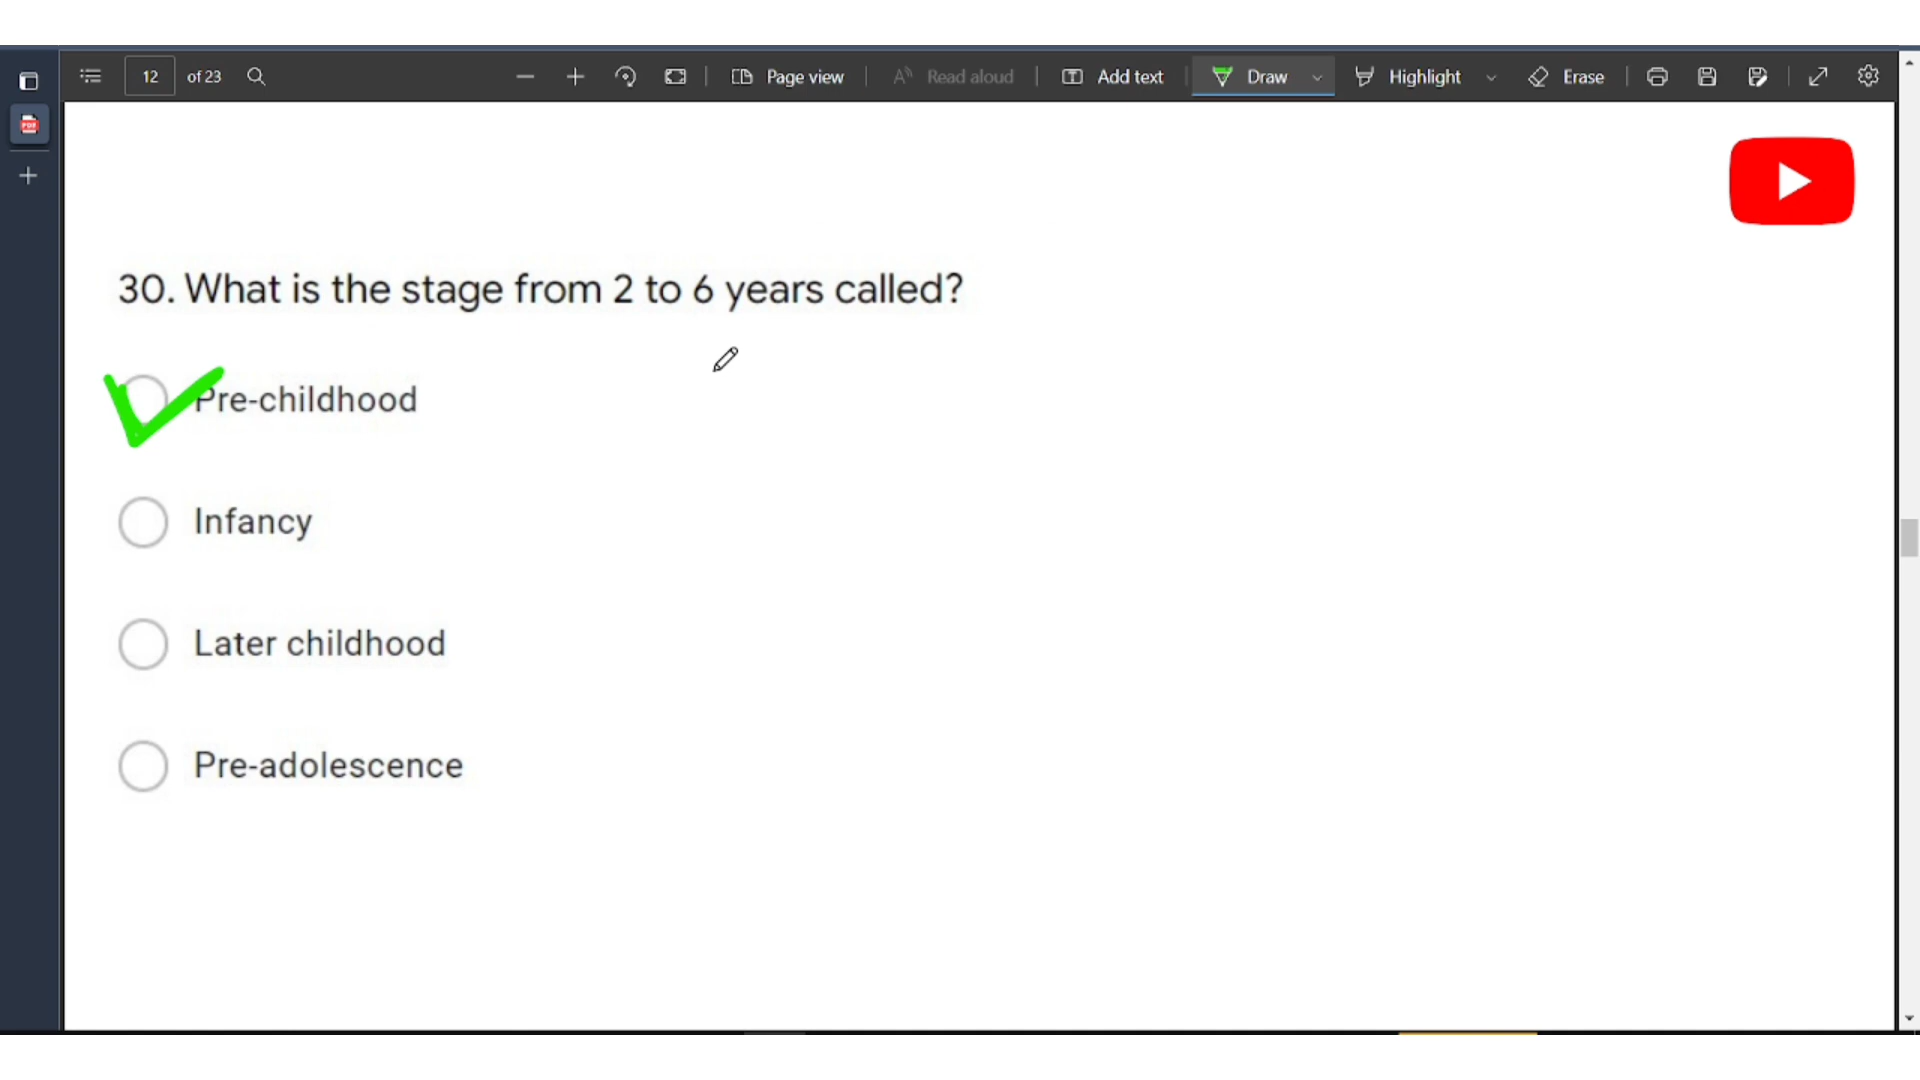 12 of 23 Page view Read aloud Add text Draw Highlight Erase
PDF
30. What is the stage from 2 to 6 years called?
Pre-childhood
Infancy
Later childhood
Pre-adolescence